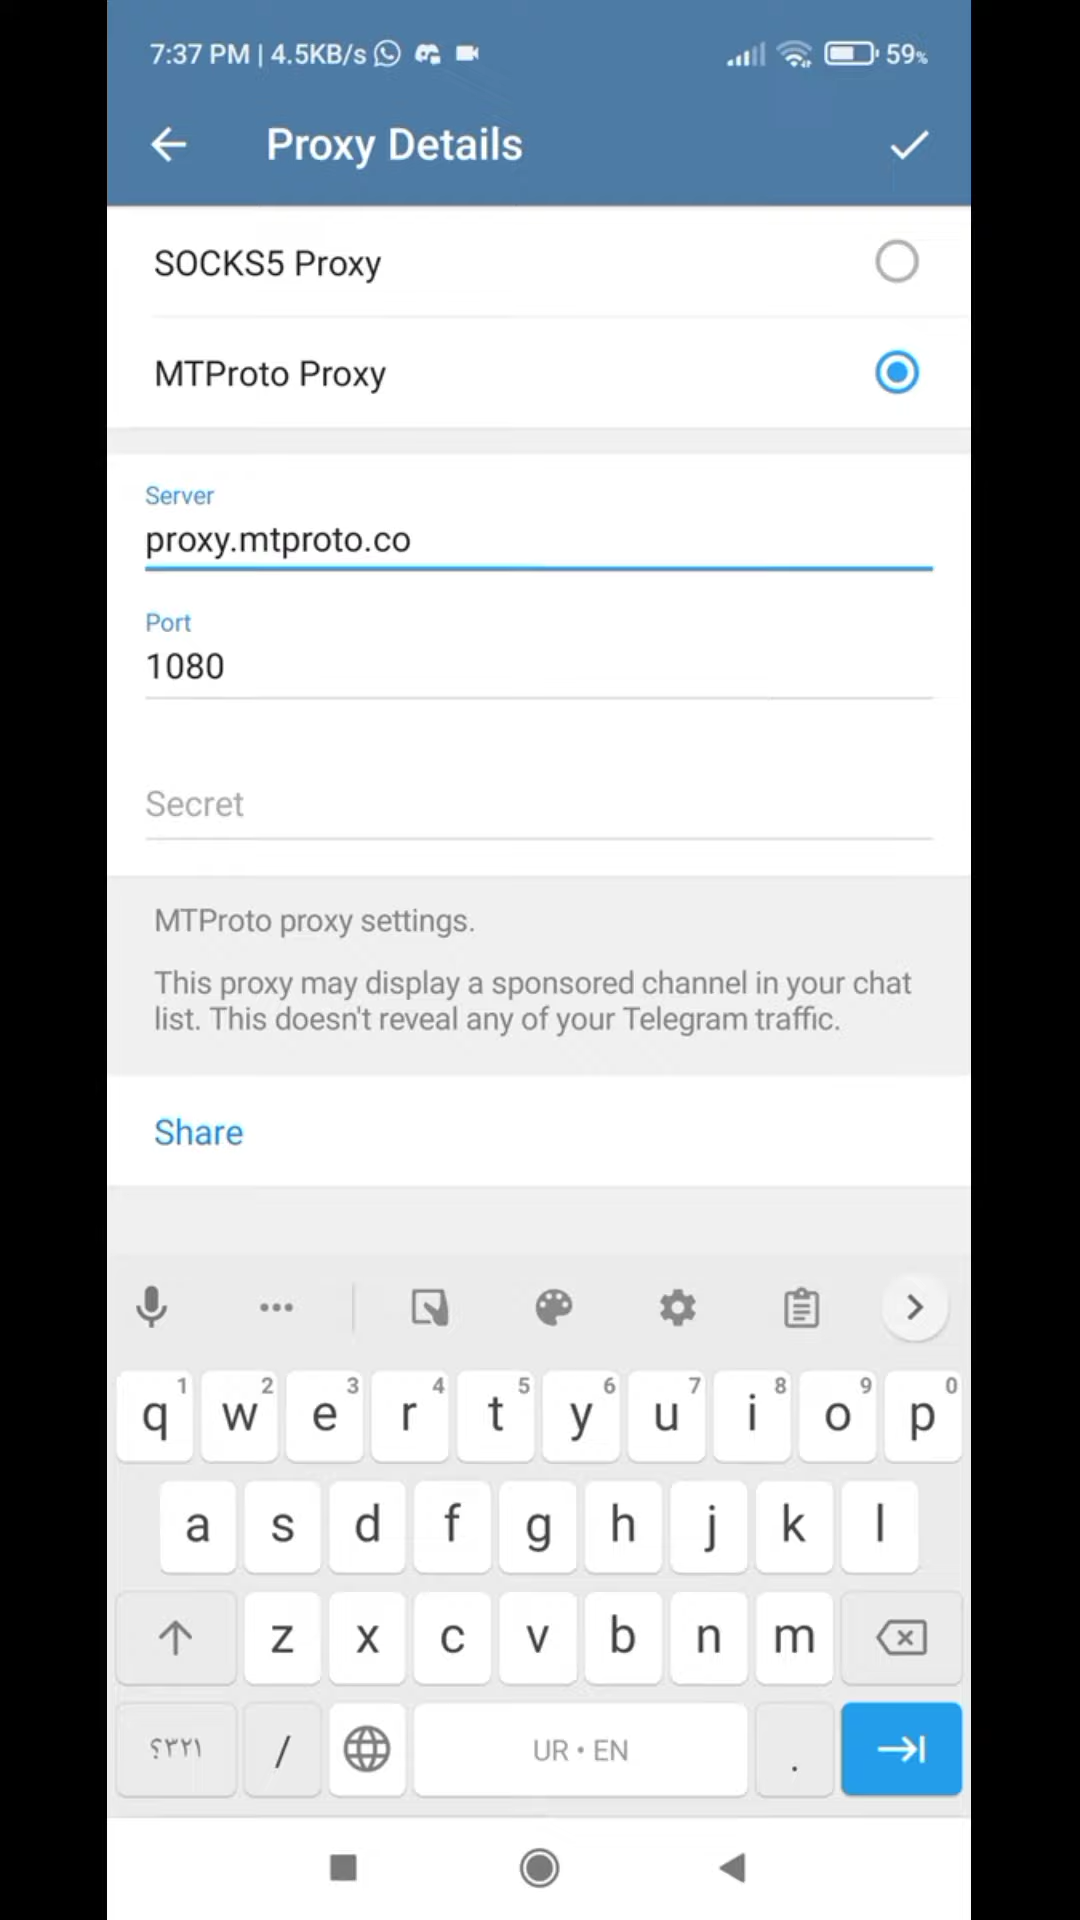 7:37 PM | 4.5KB/s 59%
Proxy Details
SOCKS5 Proxy
MTProto Proxy
Server
proxy.mtproto.co
Port
1080
Secret
MTProto proxy settings.
This proxy may display a sponsored channel in your chat
list. This doesn't reveal any of your Telegram traffic.
Share
1 2 3 4 5 6 7 8 9 0
q w e r t y u i o p
a s d f g h j k l
z x c v b n m
؟۳۲۱ / UR • EN .